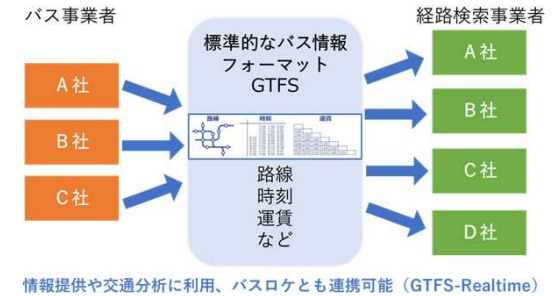 バス事業者
経路検索事業者
標準的なバス情報
フォーマット
GTFS
A社
B社
C社
路線
時刻
運賃
路線
時刻
運賃
など
A社
B社
C社
D社
情報提供や交通分析に利用、バスロケとも連携可能（GTFS-Realtime）